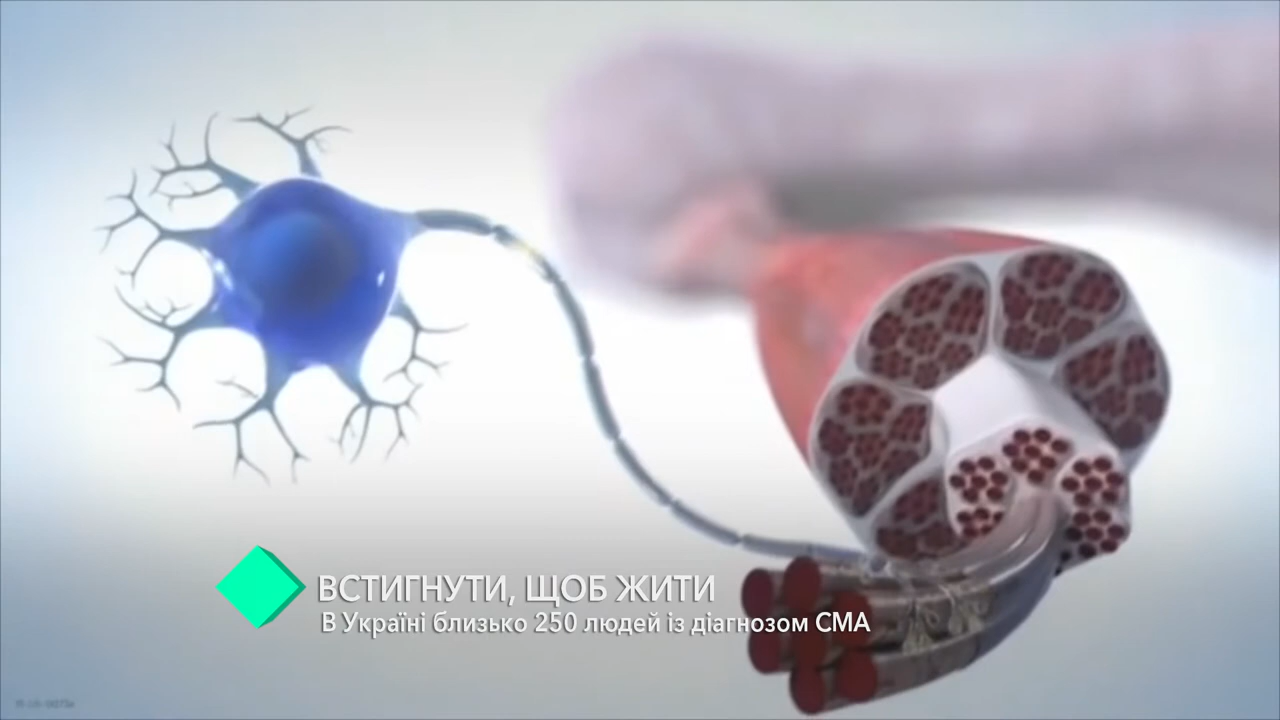 ВСТИГНУТИ, ЩОБ ЖИТИ
В Україні близько 250 людей із діагнозом СМА